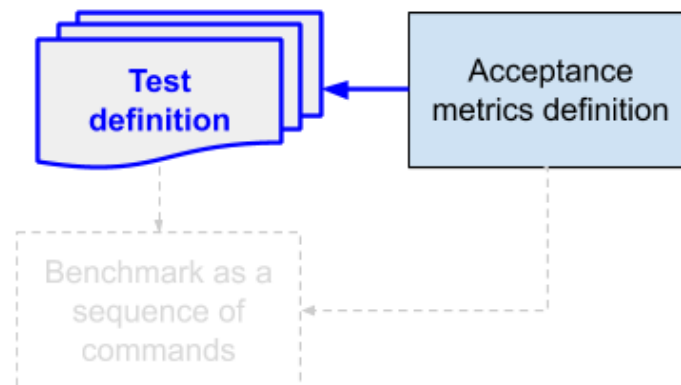 Test
definition
Acceptance
metrics definition
Benchmark as a
sequence of
commands